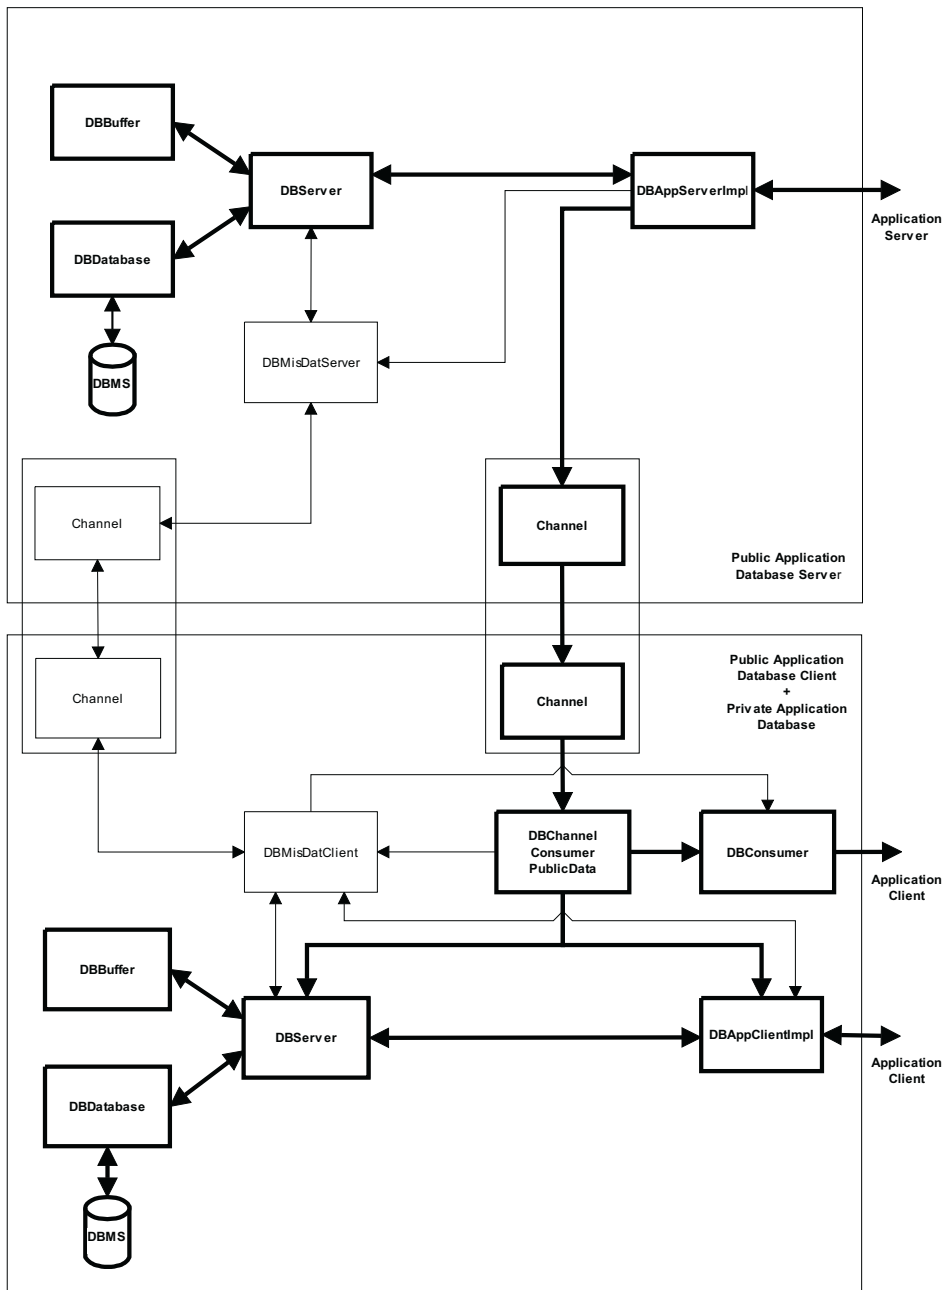 DBBuffer
DBServer
DBAppServerImpl
Application
Server
DBDatabase
DBMS
DBMisDatServer
Channel
Channel
Public Application
Database Server
Public Application
Database Client
+
Private Application
Database
Channel
Channel
DBMisDatClient
DBChannel
Consumer
PublicData
DBConsumer
Application
Client
DBBuffer
DBServer
DBAppClientImpl
Application
Client
DBDatabase
DBMS